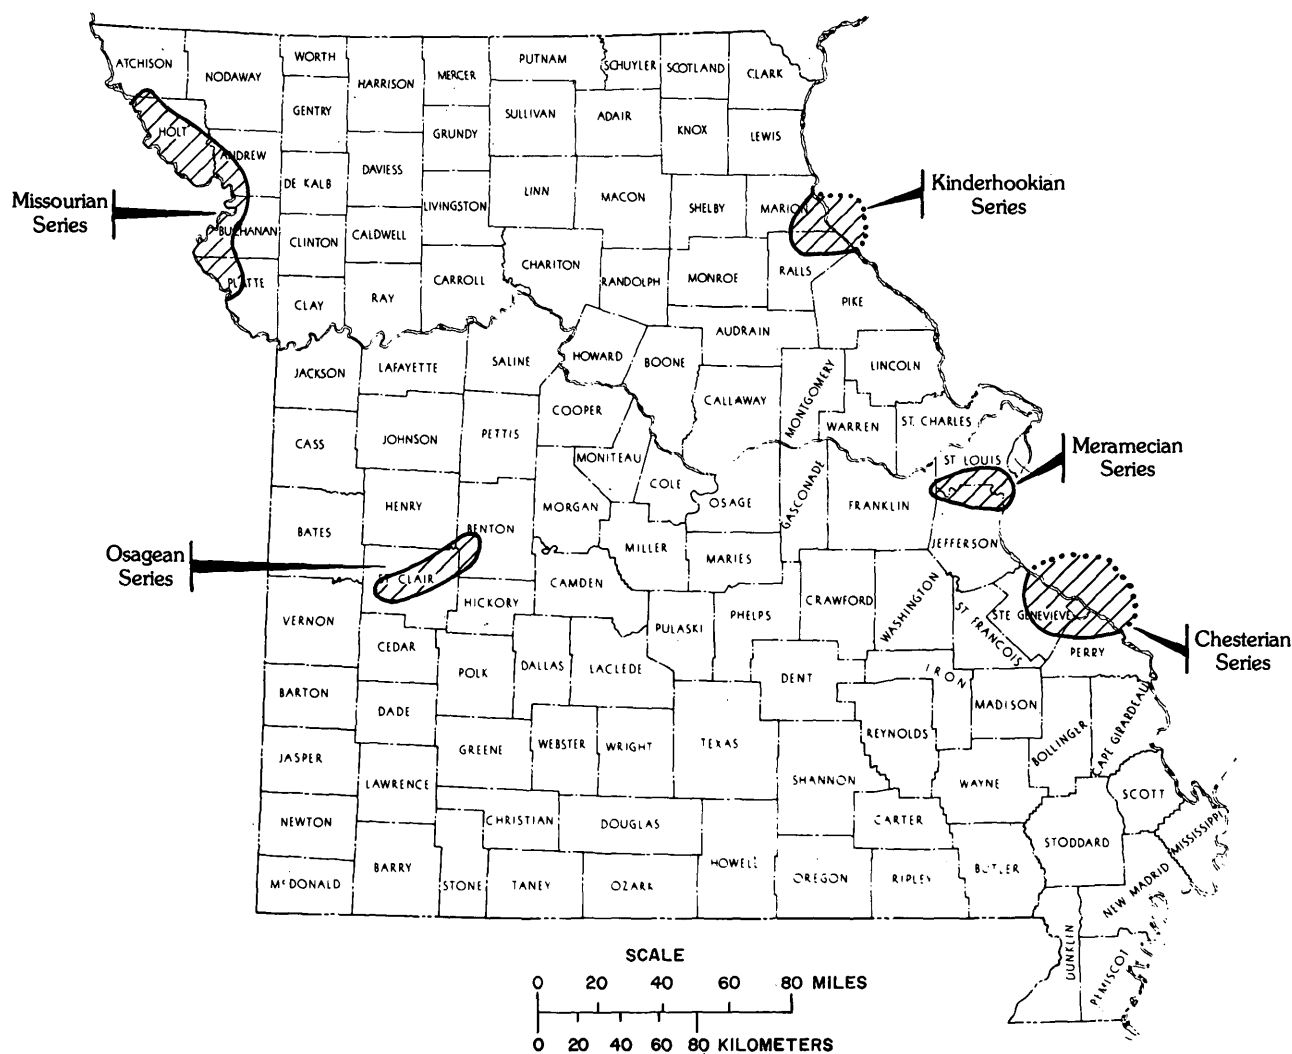 ATCHISON
NODAWAY
WORTH
HARRISON
MERCER
PUTNAM
SCHUYLER
SCOTLAND
CLARK
GENTRY
SULLIVAN
ADAIR
KNOX
LEWIS
HOLT
ANDREW
GRUNDY
DE KALB
DAVIESS
LINN
MACON
SHELBY
MARION
Kinderhookian
Series
Missourian
Series
LIVINGSTON
BUCHANAN
CLINTON
CALDWELL
CHARITON
RANDOLPH
MONROE
RALLS
PLATTE
CLAY
RAY
CARROLL
PIKE
AUDRAIN
JACKSON
LAFAYETTE
SALINE
HOWARD
BOONE
CALLAWAY
MONTGOMERY
LINCOLN
COOPER
WARREN
ST. CHARLES
CASS
JOHNSON
PETTIS
MONITEAU
ST LOUIS
Meramecian
Series
COLE
OSAGE
GASCONADE
FRANKLIN
HENRY
MORGAN
BATES
BENTON
MILLER
MARIES
JEFFERSON
Osagean
Series
ST CLAIR
CAMDEN
HICKORY
CRAWFORD
WASHINGTON
VERNON
PULASKI
PHELPS
ST FRANCOIS
STE GENEVIEVE
Chesterian
Series
CEDAR
PERRY
POLK
DALLAS
LACLEDE
DENT
IRON
BARTON
DADE
MADISON
BOLLINGER
CAPE GIRARDEAU
JASPER
GREENE
WEBSTER
WRIGHT
TEXAS
REYNOLDS
LAWRENCE
SHANNON
WAYNE
SCOTT
NEWTON
CHRISTIAN
DOUGLAS
CARTER
STODDARD
MISSISSIPPI
MCDONALD
BARRY
STONE
TANEY
OZARK
HOWELL
OREGON
RIPLEY
BUTLER
NEW MADRID
DUNKLIN
PEMISCOT
SCALE
0 20 40 60 80 MILES
0 20 40 60 80 KILOMETERS